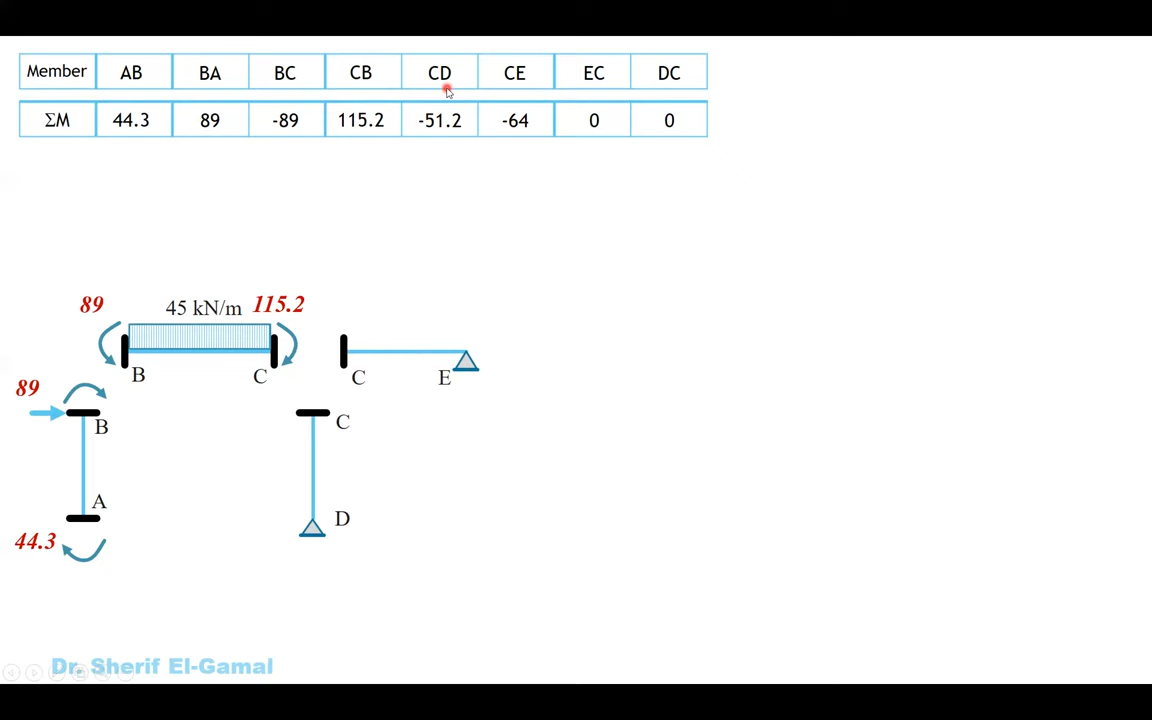 Member AB BA BC CB CD CE EC DC
ΣM 44.3 89 -89 115.2 -51.2 -64 0 0
89 45 kN/m 115.2
B C C E
89
B C
A D
44.3
Dr. Sherif El-Gamal